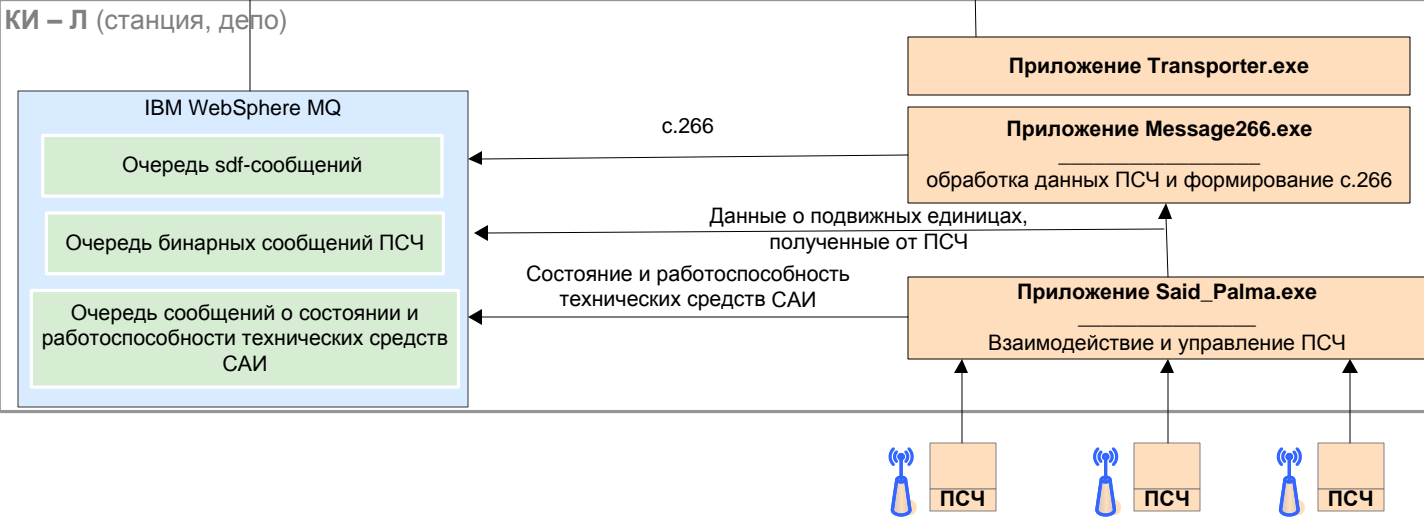 КИ – Л (станция, депо)
IBM WebSphere MQ
Очередь sdf-сообщений
Очередь бинарных сообщений ПСЧ
Очередь сообщений о состоянии и
работоспособности технических средств
САИ
с.266
Данные о подвижных единицах,
полученные от ПСЧ
Состояние и работоспособность
технических средств САИ
Приложение Transporter.exe
Приложение Message266.exe
обработка данных ПСЧ и формирование с.266
Приложение Said_Palma.exe
Взаимодействие и управление ПСЧ
ПСЧ
ПСЧ
ПСЧ